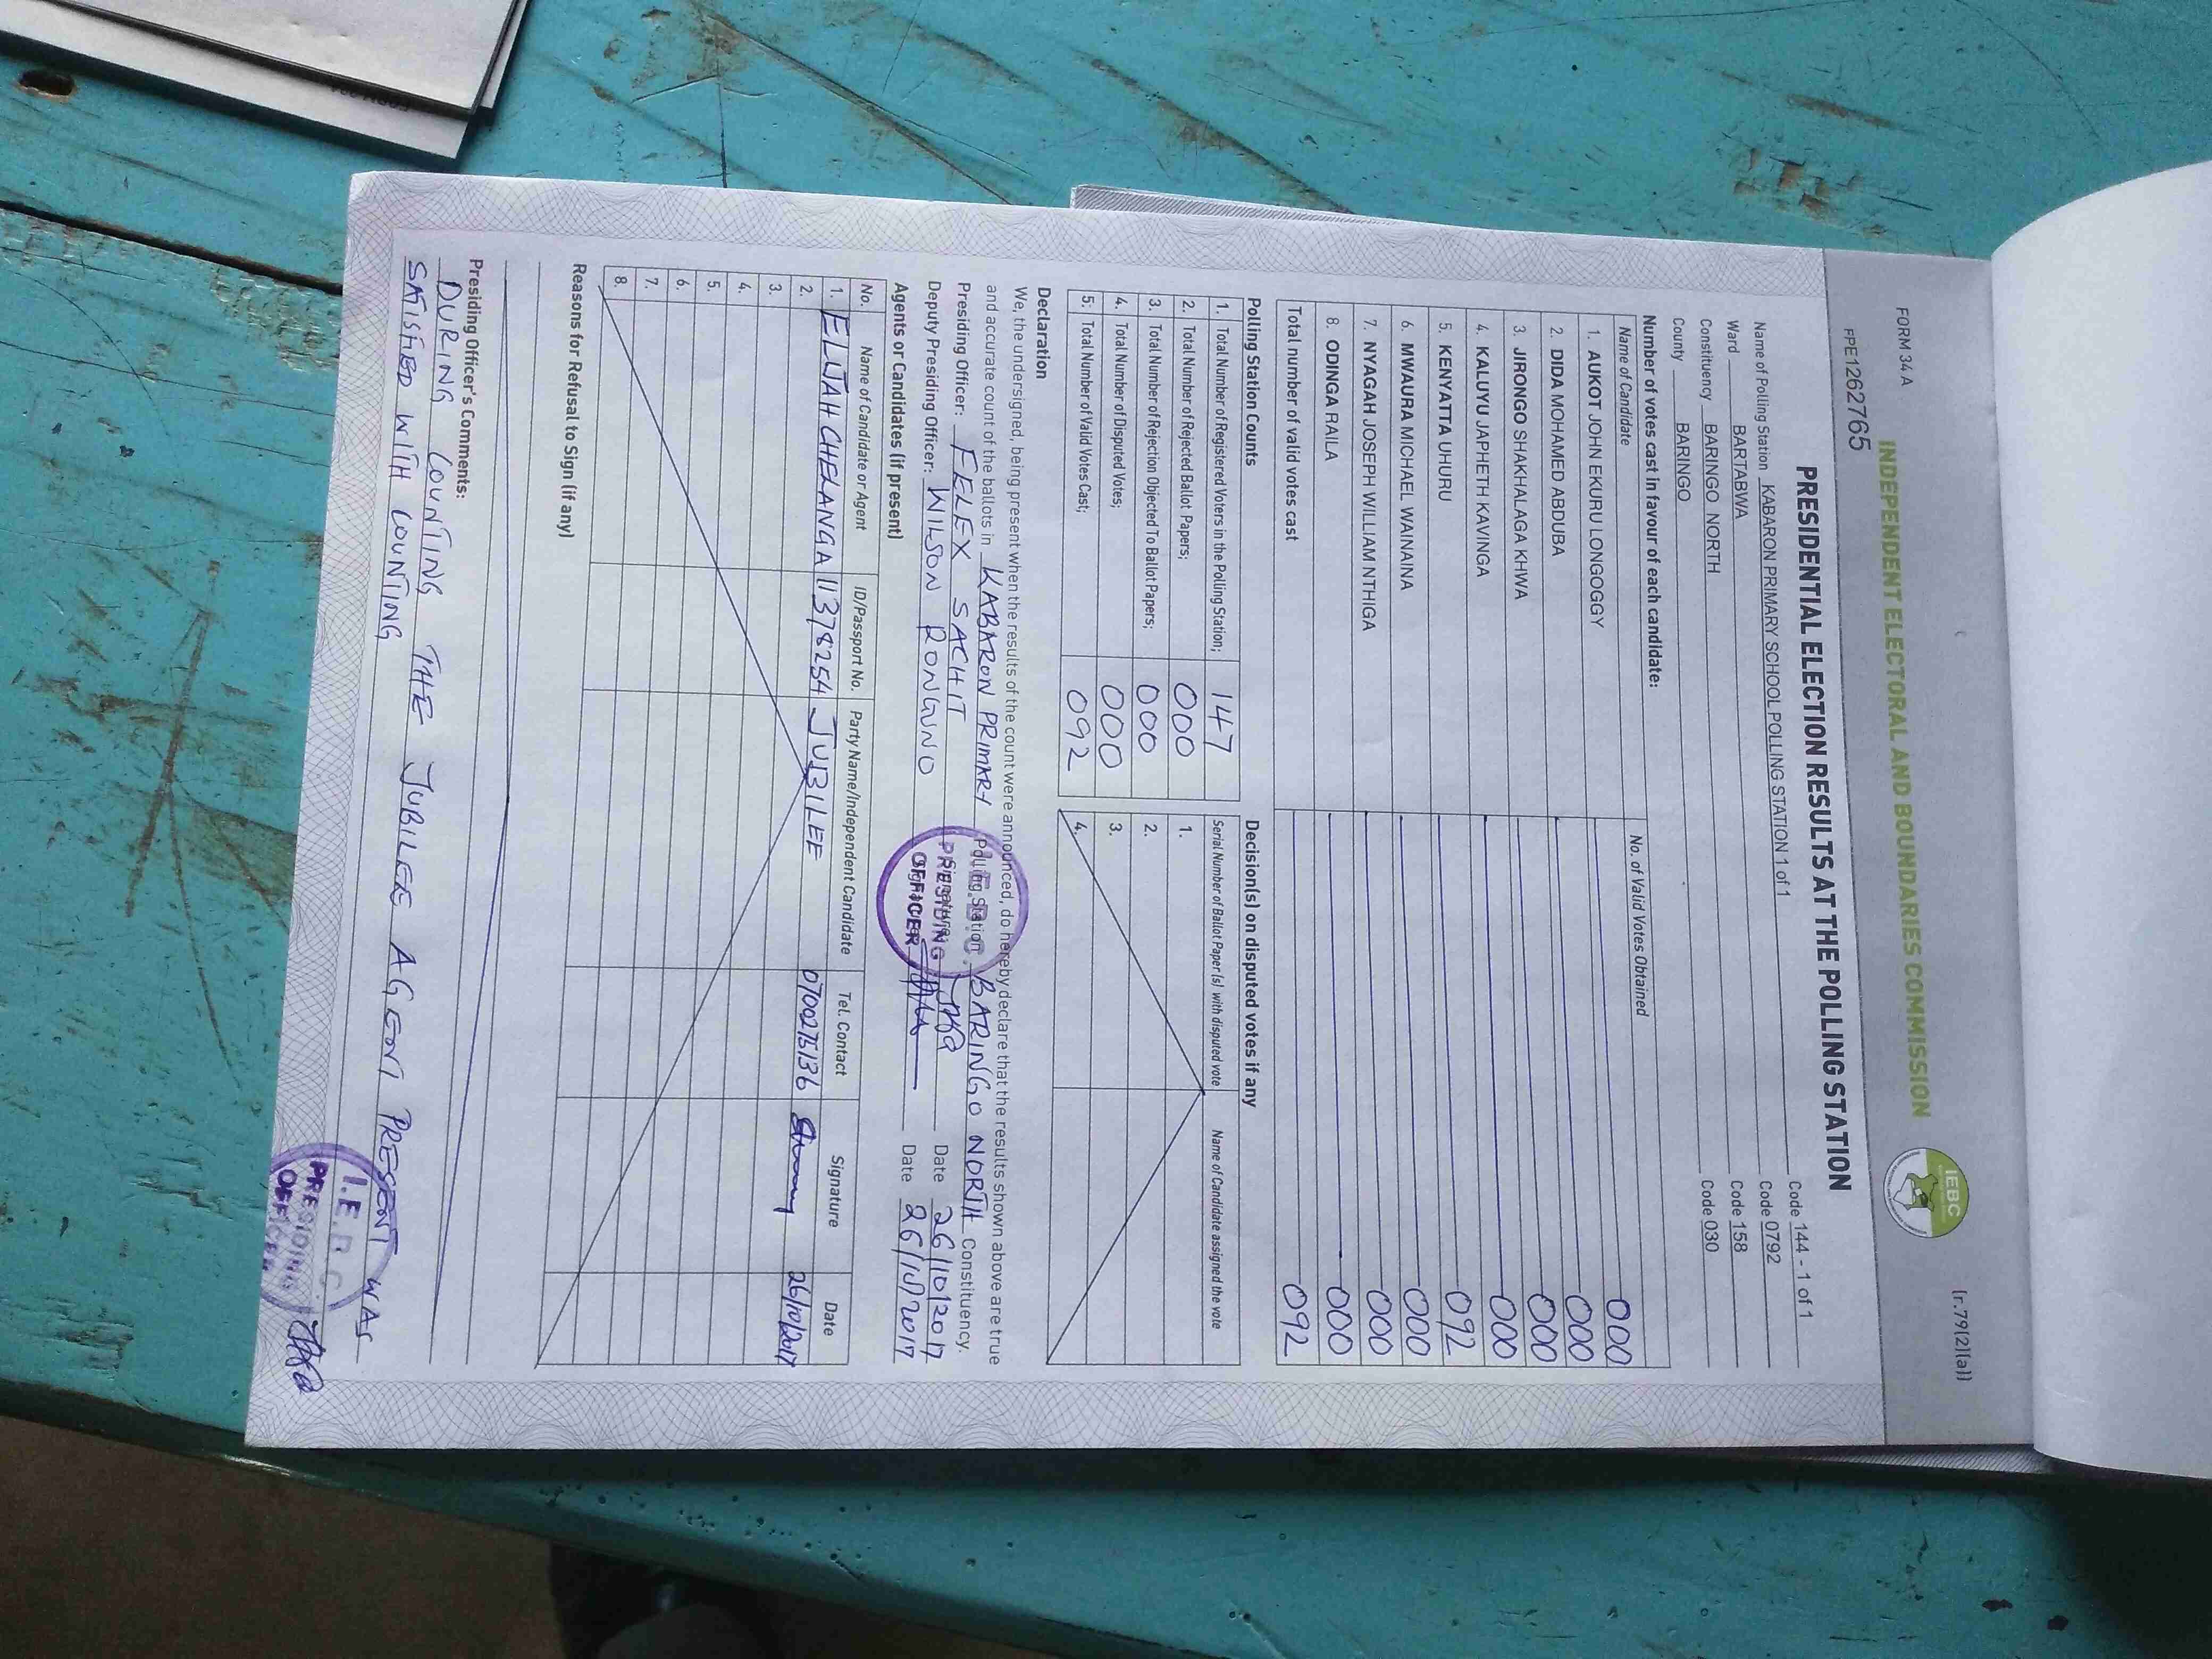 FORM 34 A
[r.79(2)(a)]
INDEPENDENT ELECTORAL AND BOUNDARIES COMMISSION
IEBC
PPE1262765
PRESIDENTIAL ELECTION RESULTS AT THE POLLING STATION
Name of Polling Station KABARON PRIMARY SCHOOL POLLING STATION 1 of 1 Code 144 - 1 of 1
Ward BARTABWA Code 0792
Constituency BARINGO NORTH Code 158
County BARINGO Code 030
Number of votes cast in favour of each candidate:
Name of Candidate No. of Valid Votes Obtained
1. AUKOT JOHN EKURU LONGOGGY 000
2. DIDA MOHAMED ABDUBA 000
3. JIRONGO SHAKHALAGA KHWA 000
4. KALUYU JAPHETH KAVINGA 000
5. KENYATTA UHURU 092
6. MWAURA MICHAEL WAINAINA 000
7. NYAGAH JOSEPH WILLIAM NTHIGA 000
8. ODINGA RAILA 000
Total number of valid votes cast 092
Polling Station Counts
1. Total Number of Registered Voters in the Polling Station; 147
2. Total Number of Rejected Ballot Papers; 000
3. Total Number of Rejection Objected To Ballot Papers; 000
4. Total Number of Disputed Votes; 000
5. Total Number of Valid Votes Cast; 092
Decision(s) on disputed votes if any
Serial Number of Ballot Paper(s) with disputed vote Name of Candidate assigned the vote
1.
2.
3.
4.
Declaration
We, the undersigned, being present when the results of the count were announced, do hereby declare that the results shown above are true
and accurate count of the ballots in KABARON PRIMARY Polling Station BARINGO NORTH Constituency.
Presiding Officer: FELEX SACHIT Signature Date 26/10/2017
Deputy Presiding Officer: WILSON RONGUNO Signature Date 26/10/2017
I.E.B.C.
PRESIDING
OFFICER
Agents or Candidates (if present)
No. Name of Candidate or Agent ID/Passport No. Party Name/Independent Candidate Tel. Contact Signature Date
1. ELIJAH CHELANGA 11378254 JUBILEE 0700275136 26/10/2017
2.
3.
4.
5.
6.
7.
8.
Reasons for Refusal to Sign (if any)
Presiding Officer's Comments:
DURING COUNTING THE JUBILEE AGENT PRESENT WAS
SATISFIED WITH COUNTING
I.E.B.C.
PRESIDING
OFFICER